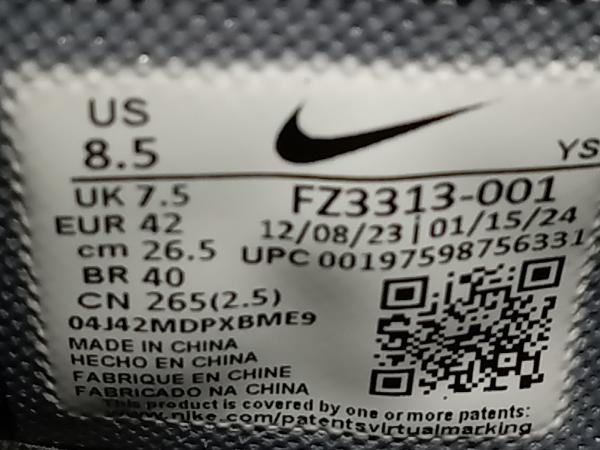 US
8.5
YS
UK 7.5
FZ3313-001
EUR 42
12/08/23 | 01/15/24
cm 26.5
UPC 00197598756331
BR 40
CN 265(2.5)
04J42MDPXBME9
MADE IN CHINA
HECHO EN CHINA
FABRIQUE EN CHINE
FABRICADO NA CHINA
This product is covered by one or more patents:
www.nike.com/patentsvirtualmarking